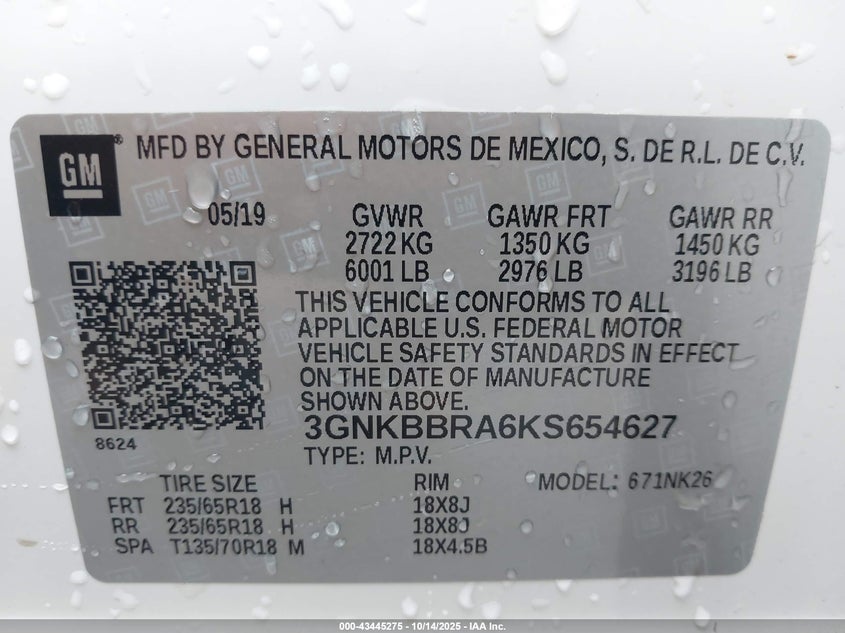 GM
MFD BY GENERAL MOTORS DE MEXICO, S. DE R.L. DE C.V.
05/19 GVWR GAWR FRT GAWR RR
2722 KG 1350 KG 1450 KG
6001 LB 2976 LB 3196 LB
THIS VEHICLE CONFORMS TO ALL
APPLICABLE U.S. FEDERAL MOTOR
VEHICLE SAFETY STANDARDS IN EFFECT
ON THE DATE OF MANUFACTURE
SHOWN ABOVE.
3GNKBBRA6KS654627
8624
TYPE: M.P.V.
TIRE SIZE RIM MODEL: 671NK26
FRT 235/65R18 H 18X8J
RR 235/65R18 H 18X8J
SPA T135/70R18 M 18X4.5B
000-43445275 - 10/14/2025 - IAA Inc.